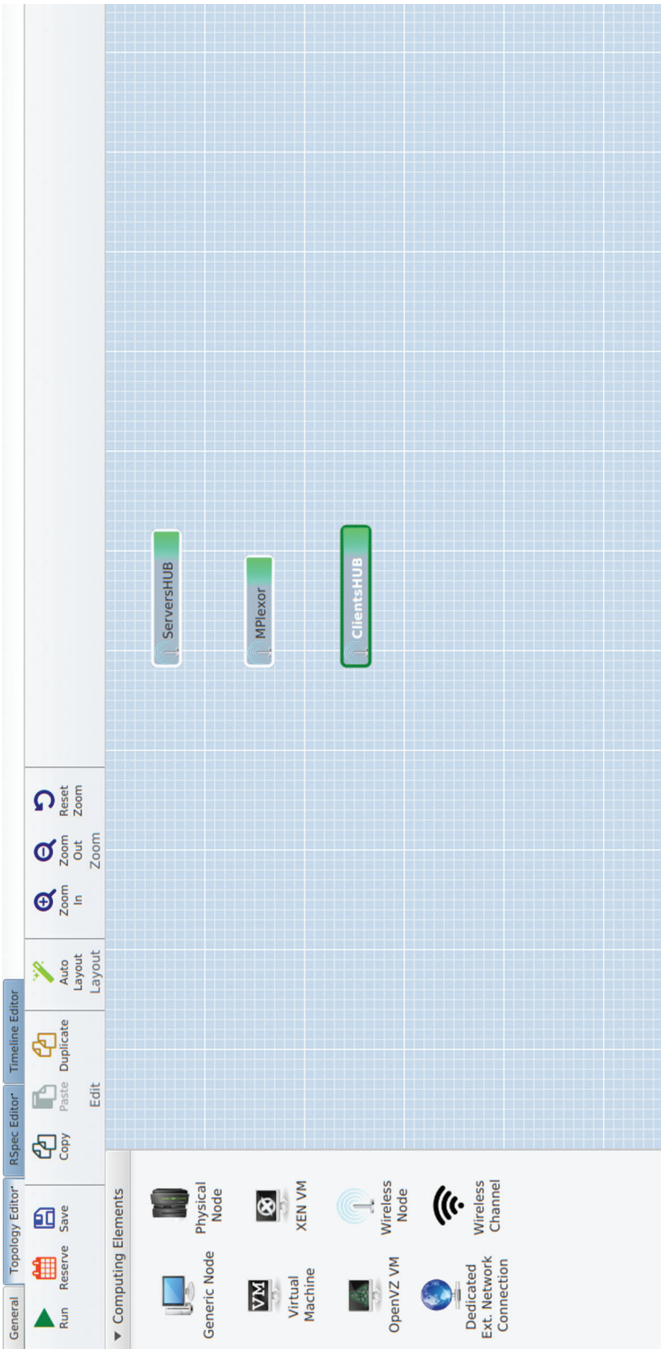 General
Topology Editor*
RSpec Editor*
Timeline Editor
Run
Reserve
Save
Copy
Paste
Duplicate
Edit
Auto
Layout
Layout
Zoom
In
Zoom
Out
Reset
Zoom
Zoom
▼ Computing Elements
Generic Node
Physical
Node
VM
Virtual
Machine
XEN VM
OpenVZ VM
Wireless
Node
Dedicated
Ext. Network
Connection
Wireless
Channel
ServersHUB
MPlexor
ClientsHUB